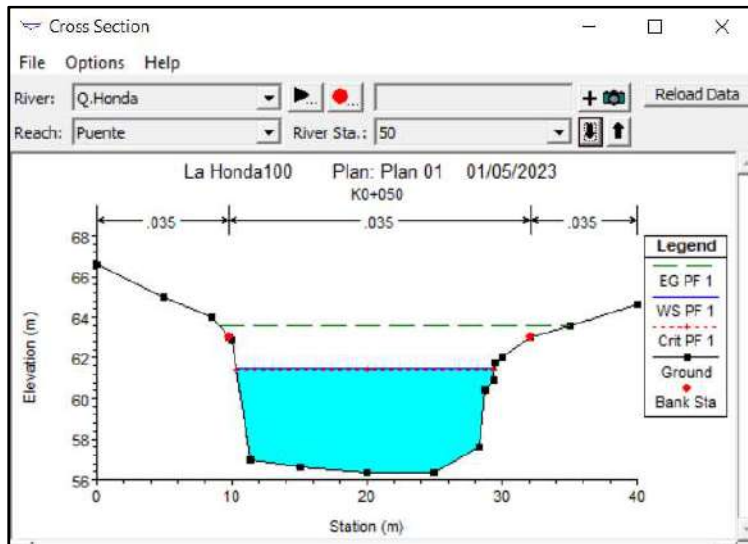 Cross Section
File Options Help
River: Q.Honda + Reload Data
Reach: Puente River Sta.: 50
La Honda100 Plan: Plan 01 01/05/2023
K0+050
.035 .035 .035
Legend
EG PF 1
WS PF 1
Crit PF 1
Ground
Bank Sta
68
66
64
62
60
58
56
Elevation (m)
0 10 20 30 40
Station (m)